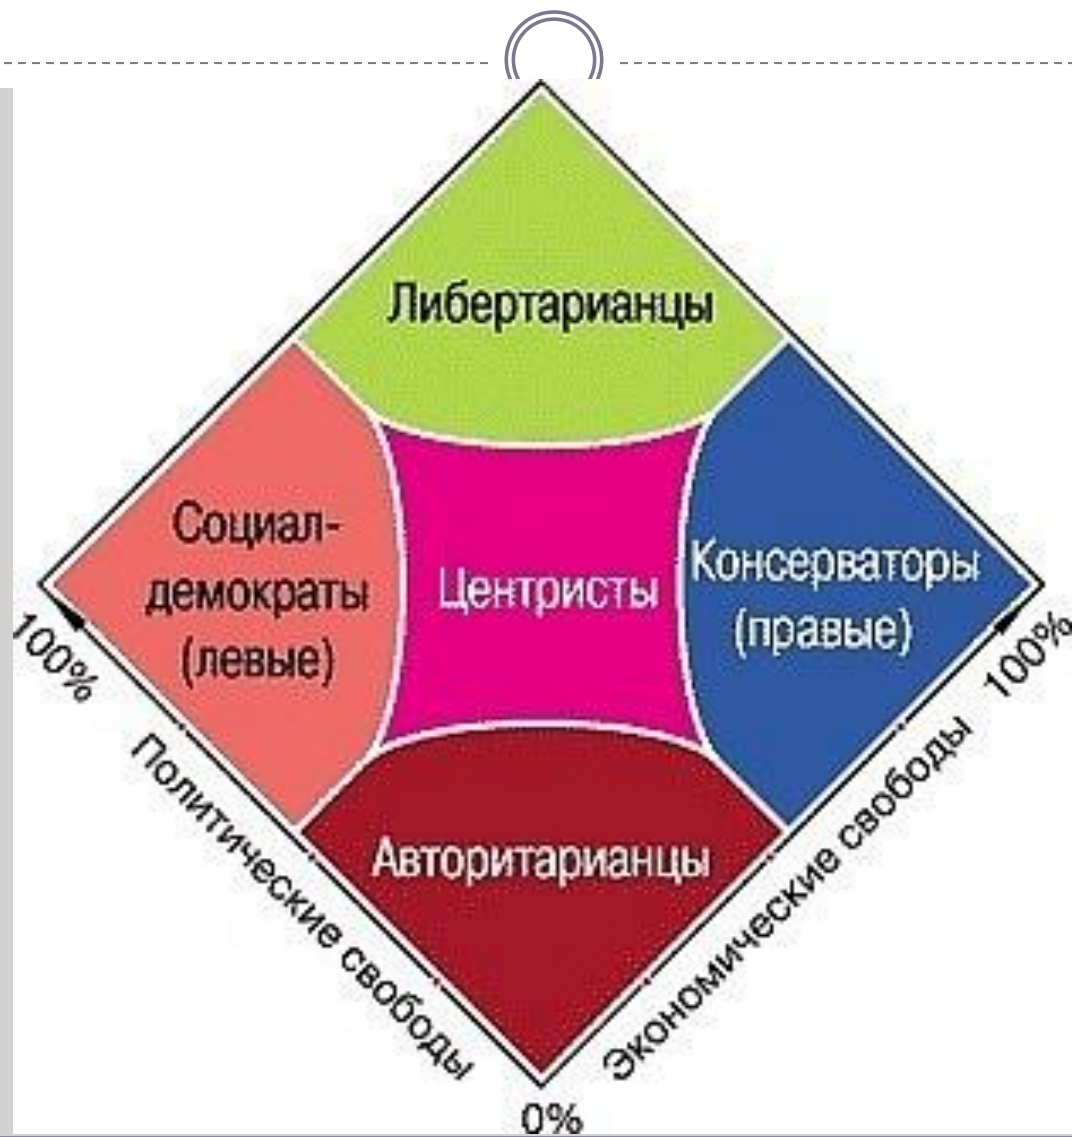 Либертарианцы
Социал-
демократы
(левые)
Центристы
Консерваторы
(правые)
Авторитарианцы
100%
Политические свободы
0%
Экономические свободы
100%